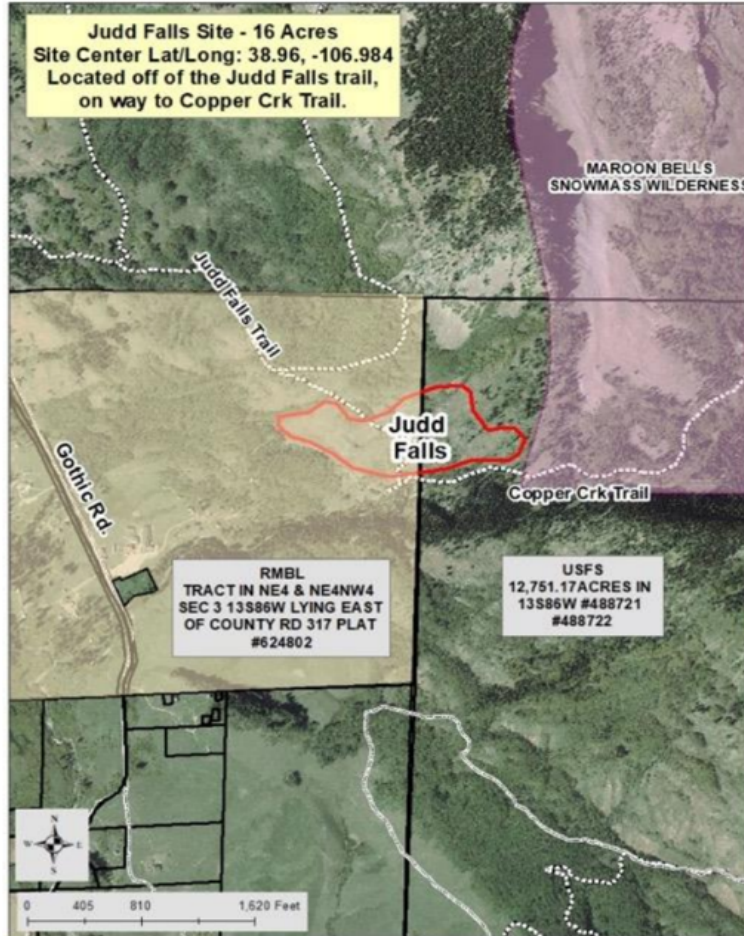 Judd Falls Site - 16 Acres
Site Center Lat/Long: 38.96, -106.984
Located off of the Judd Falls trail,
on way to Copper Crk Trail.
MAROON BELLS
SNOWMASS WILDERNESS
Judd Falls Trail
Judd
Falls
Gothic Rd.
Copper Crk Trail
RMBL
TRACT IN NE4 & NE4NW4
SEC 3 13S86W LYING EAST
OF COUNTY RD 317 PLAT
#624802
USFS
12,751.17ACRES IN
13S86W #488721
#488722
N
W E
S
0 405 810 1,620 Feet